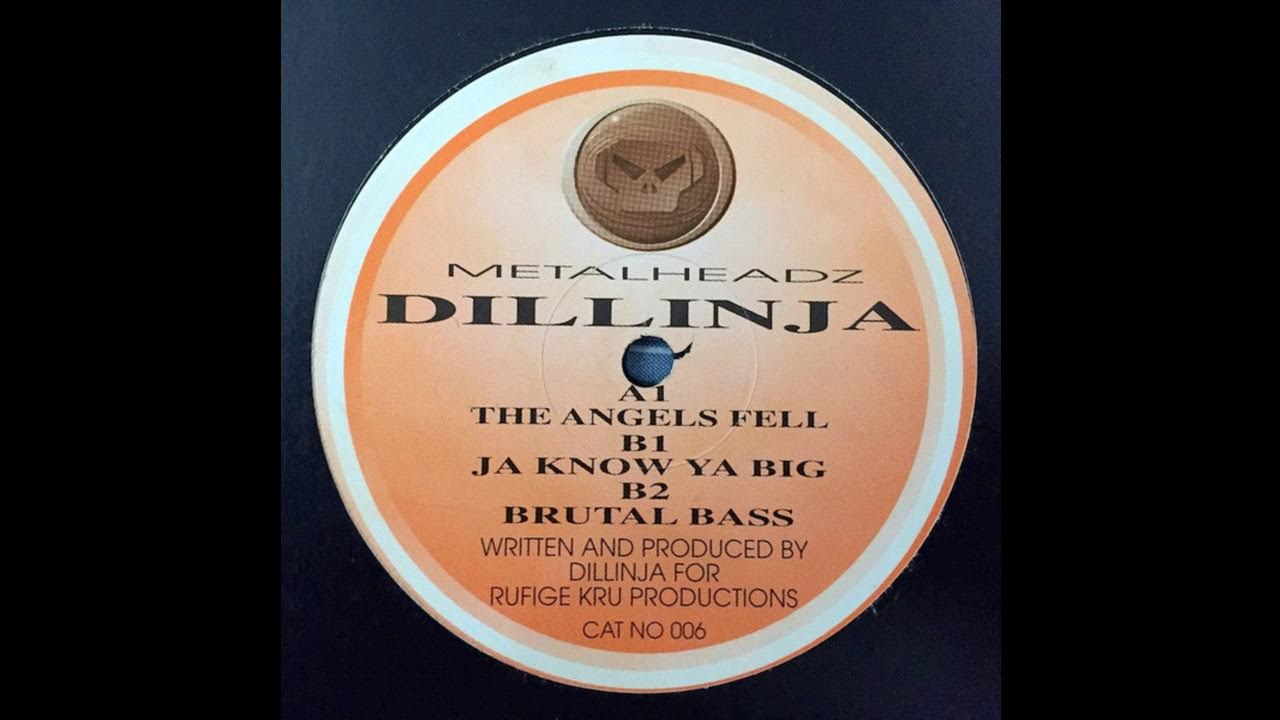 METALHEADZ
DILLINJA
A1
THE ANGELS FELL
B1
JA KNOW YA BIG
B2
BRUTAL BASS
WRITTEN AND PRODUCED BY
DILLINJA FOR
RUFIGE KRU PRODUCTIONS
CAT NO 006